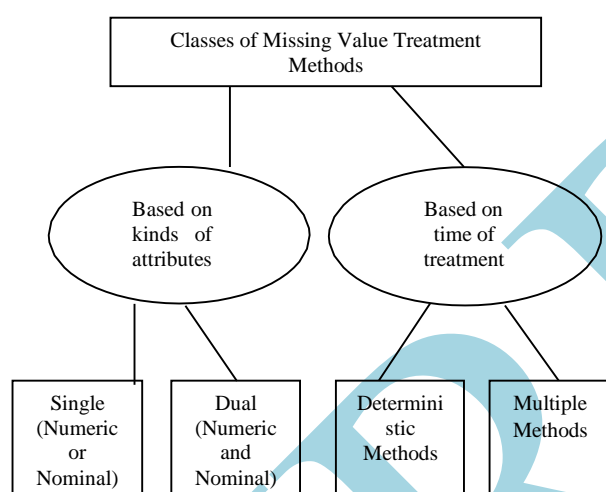 Classes of Missing Value Treatment
Methods
Based on
kinds of
attributes
Based on
time of
treatment
Single
(Numeric
or
Nominal)
Dual
(Numeric
and
Nominal)
Determini
stic
Methods
Multiple
Methods